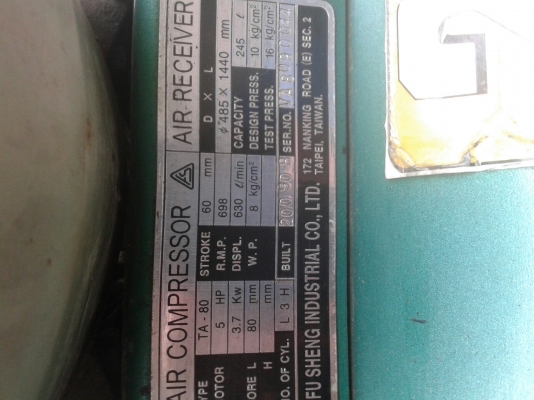 AIR COMPRESSOR AIR-RECEIVER
TYPE TA - 80 STROKE 60 mm D X L
MOTOR 5 HP R.M.P. 698 φ 485 X 1440 mm
3.7 Kw DISPL. 630 ℓ/min CAPACITY 245 ℓ
BORE L 80 mm W. P. 8 kg/cm² DESIGN PRESS. 10 kg/cm²
H mm TEST PRESS. 16 kg/cm²
NO. OF CYL. L 3 H BUILT SER.NO.
FU SHENG INDUSTRIAL CO., LTD. 172 NANKING ROAD (E) SEC. 2
TAIPEI, TAIWAN.